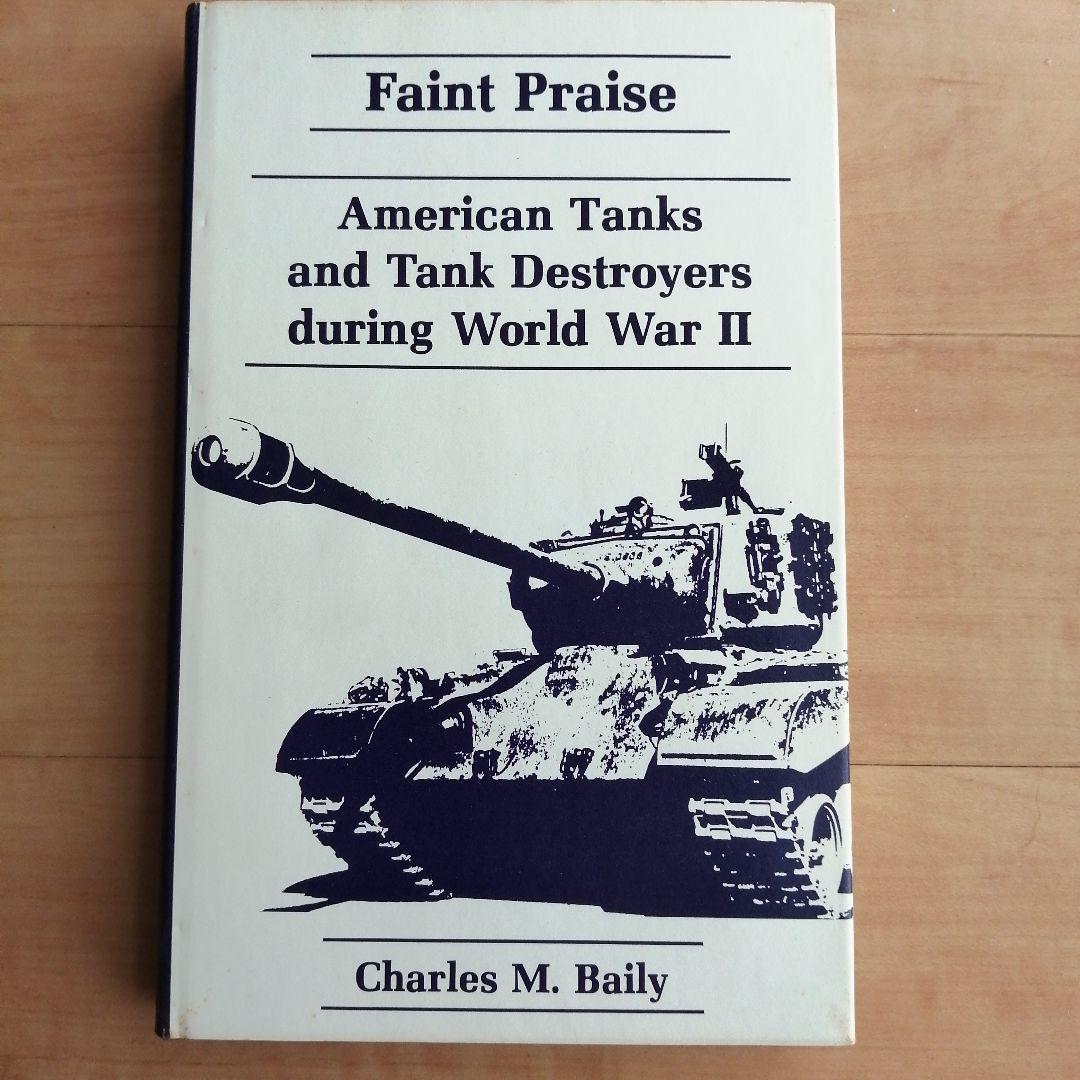 Faint Praise
American Tanks
and Tank Destroyers
during World War II
Charles M. Baily